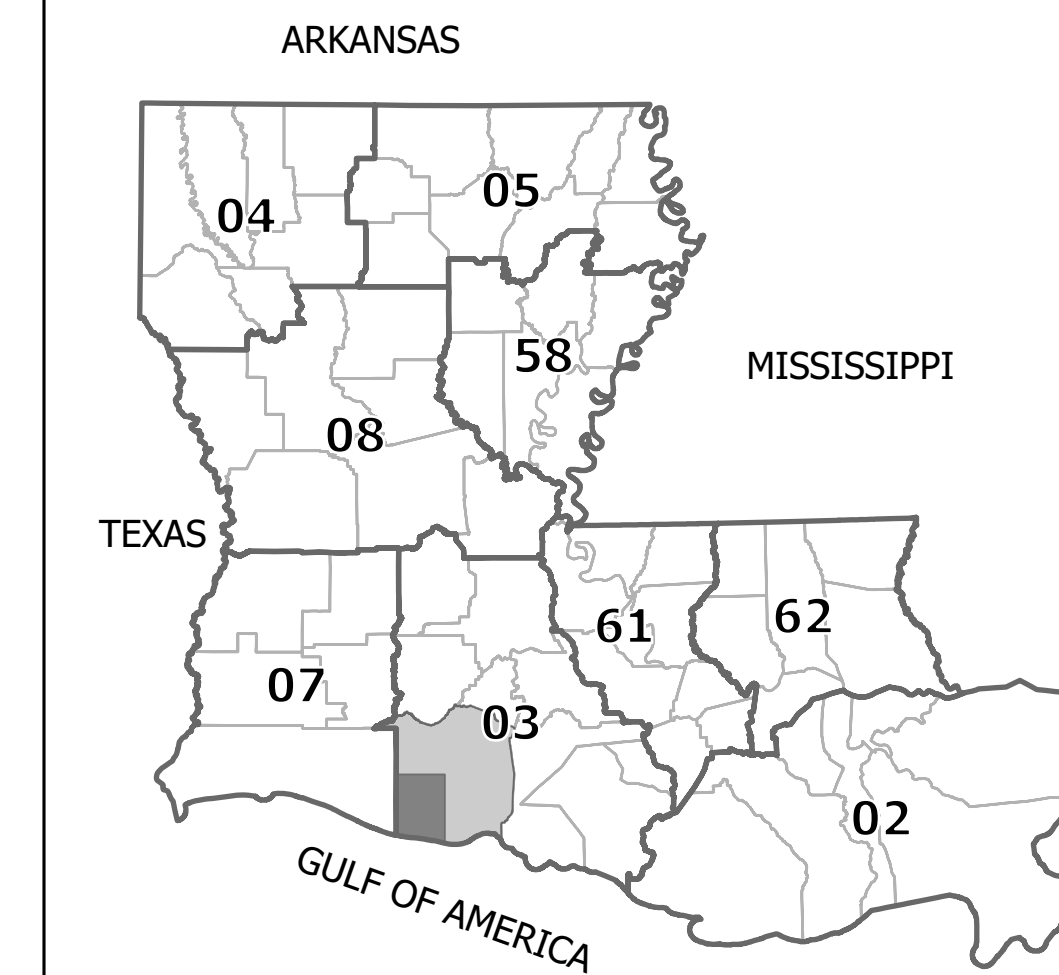 ARKANSAS
05
04
58
MISSISSIPPI
08
TEXAS
62
61
07
03
02
GULF OF AMERICA